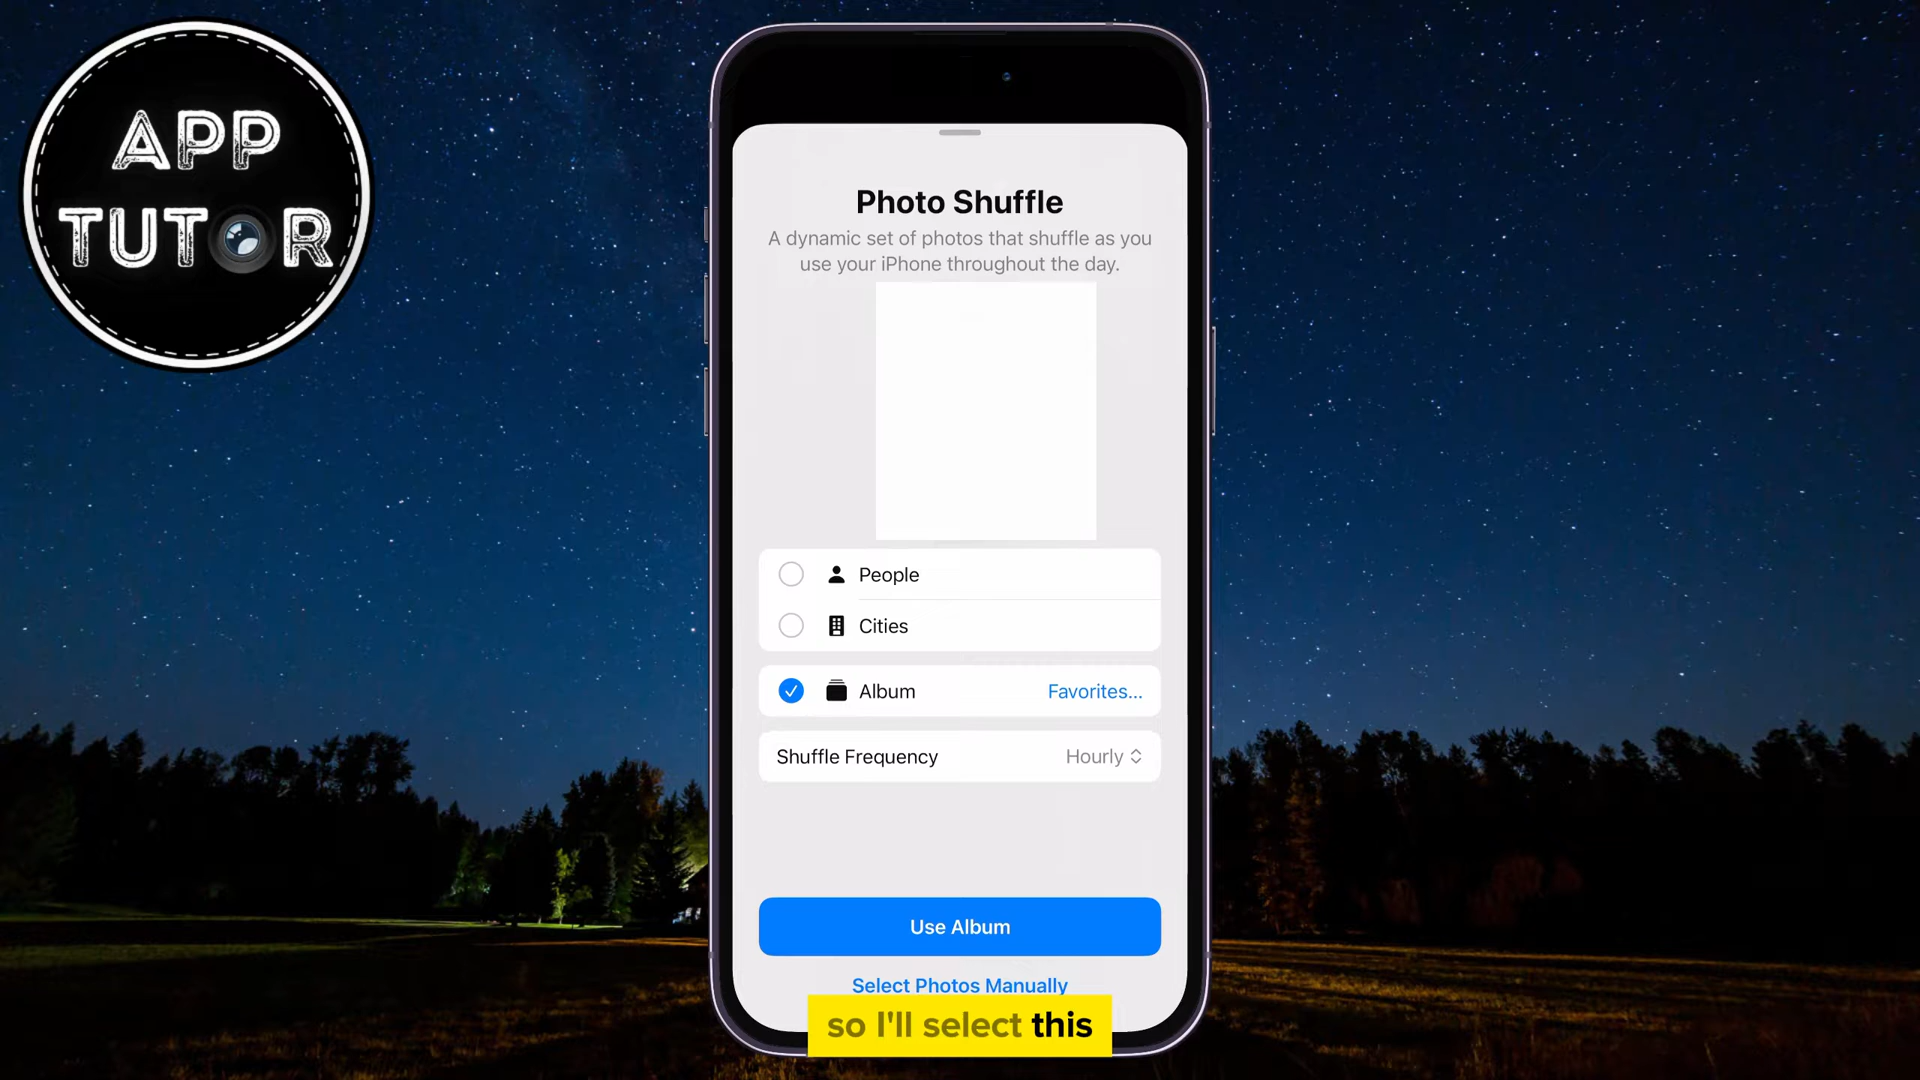 APP
TUTOR
Photo Shuffle
A dynamic set of photos that shuffle as you
use your iPhone throughout the day.
People
Cities
Album Favorites...
Shuffle Frequency Hourly
Use Album
Select Photos Manually
so I'll select this